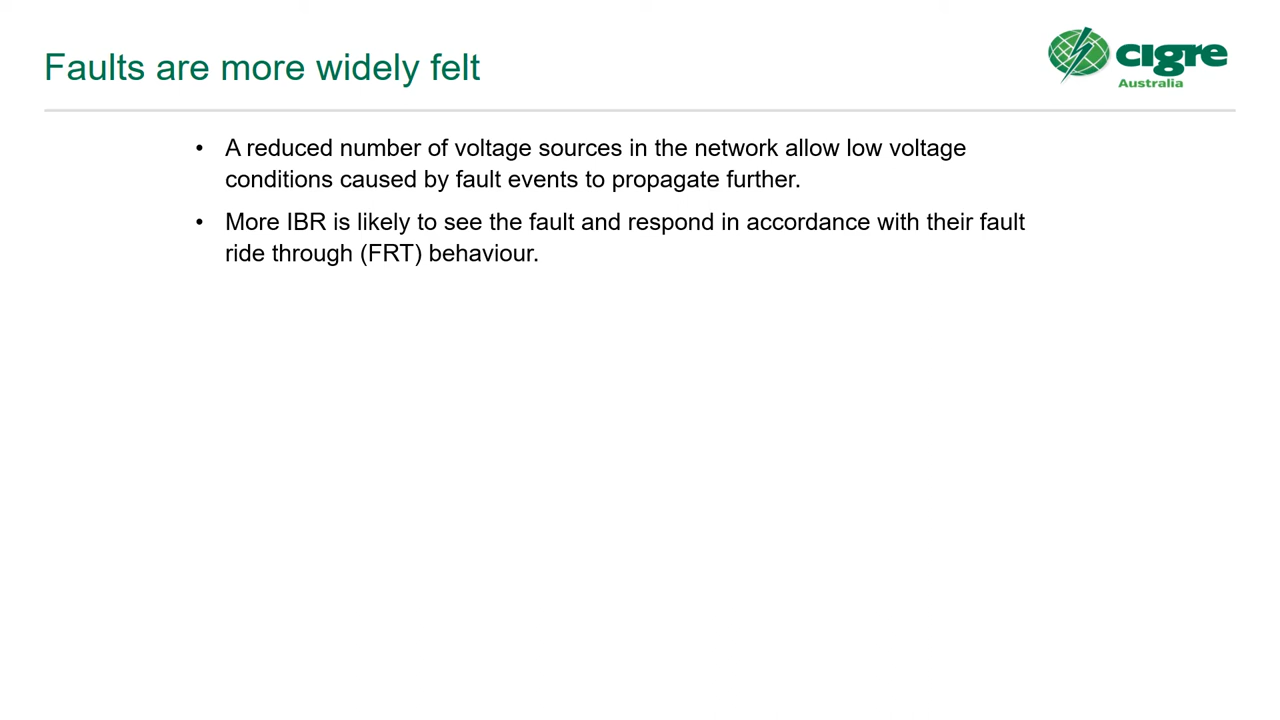 Faults are more widely felt
cigre
Australia
• A reduced number of voltage sources in the network allow low voltage
conditions caused by fault events to propagate further.
• More IBR is likely to see the fault and respond in accordance with their fault
ride through (FRT) behaviour.